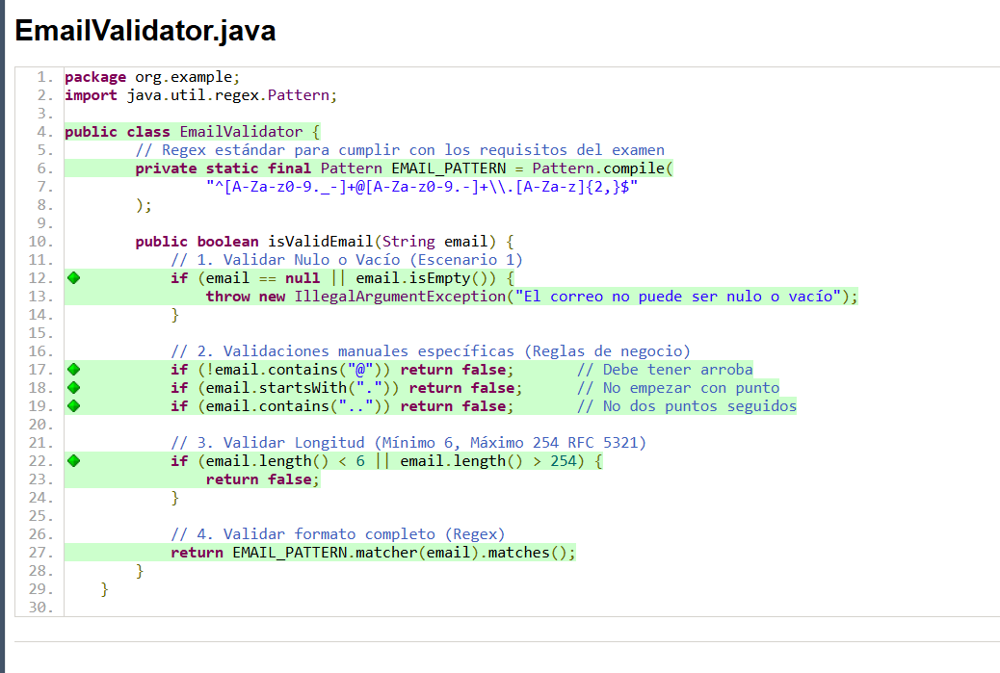 EmailValidator.java
1. package org.example;
2. import java.util.regex.Pattern;
3.
4. public class EmailValidator {
5. // Regex estándar para cumplir con los requisitos del examen
6. private static final Pattern EMAIL_PATTERN = Pattern.compile(
7. "^[A-Za-z0-9._-]+@[A-Za-z0-9.-]+\\.[A-Za-z]{2,}$"
8. );
9.
10. public boolean isValidEmail(String email) {
11. // 1. Validar Nulo o Vacío (Escenario 1)
12. if (email == null || email.isEmpty()) {
13. throw new IllegalArgumentException("El correo no puede ser nulo o vacío");
14. }
15.
16. // 2. Validaciones manuales específicas (Reglas de negocio)
17. if (!email.contains("@")) return false; // Debe tener arroba
18. if (email.startsWith(".")) return false; // No empezar con punto
19. if (email.contains("..")) return false; // No dos puntos seguidos
20.
21. // 3. Validar Longitud (Mínimo 6, Máximo 254 RFC 5321)
22. if (email.length() < 6 || email.length() > 254) {
23. return false;
24. }
25.
26. // 4. Validar formato completo (Regex)
27. return EMAIL_PATTERN.matcher(email).matches();
28. }
29. }
30.